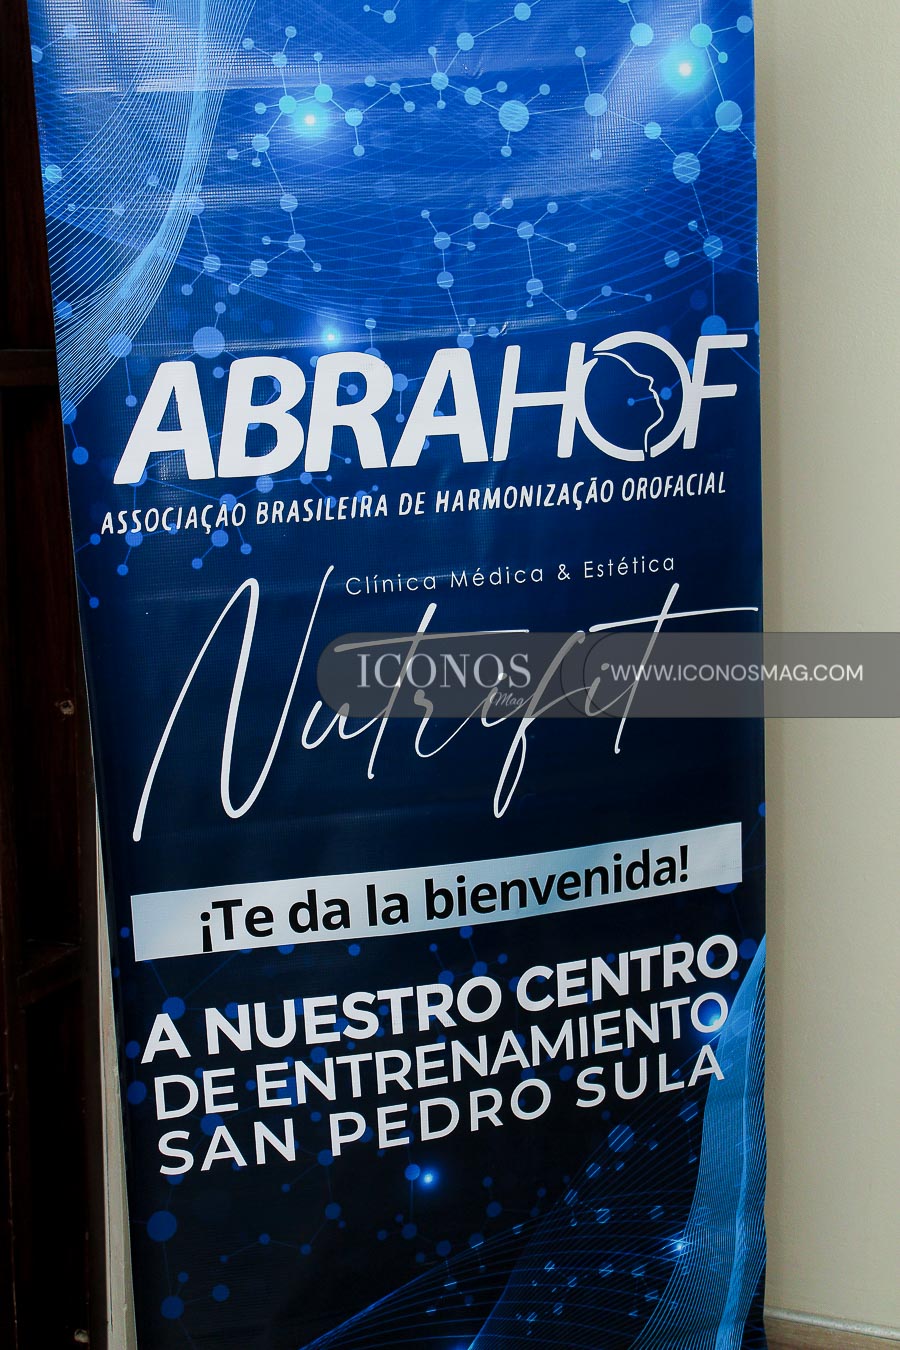 ABRAHOF
ASSOCIAÇÃO BRASILEIRA DE HARMONIZAÇÃO OROFACIAL
Clínica Médica & Estética
Nutrifit
ICONOS
Mag
WWW.ICONOSMAG.COM
¡Te da la bienvenida!
A NUESTRO CENTRO
DE ENTRENAMIENTO
SAN PEDRO SULA